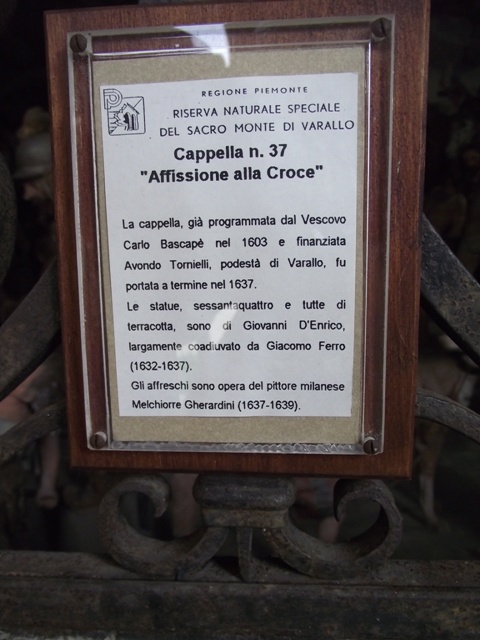 REGIONE PIEMONTE
RISERVA NATURALE SPECIALE
DEL SACRO MONTE DI VARALLO
Cappella n. 37
"Affissione alla Croce"
La cappella, già programmata dal Vescovo
Carlo Bascapè nel 1603 e finanziata
Avondo Tornielli, podestà di Varallo, fu
portata a termine nel 1637.
Le statue, sessantaquattro e tutte di
terracotta, sono di Giovanni D'Enrico,
largamente coadiuvato da Giacomo Ferro
(1632-1637).
Gli affreschi sono opera del pittore milanese
Melchiorre Gherardini (1637-1639).